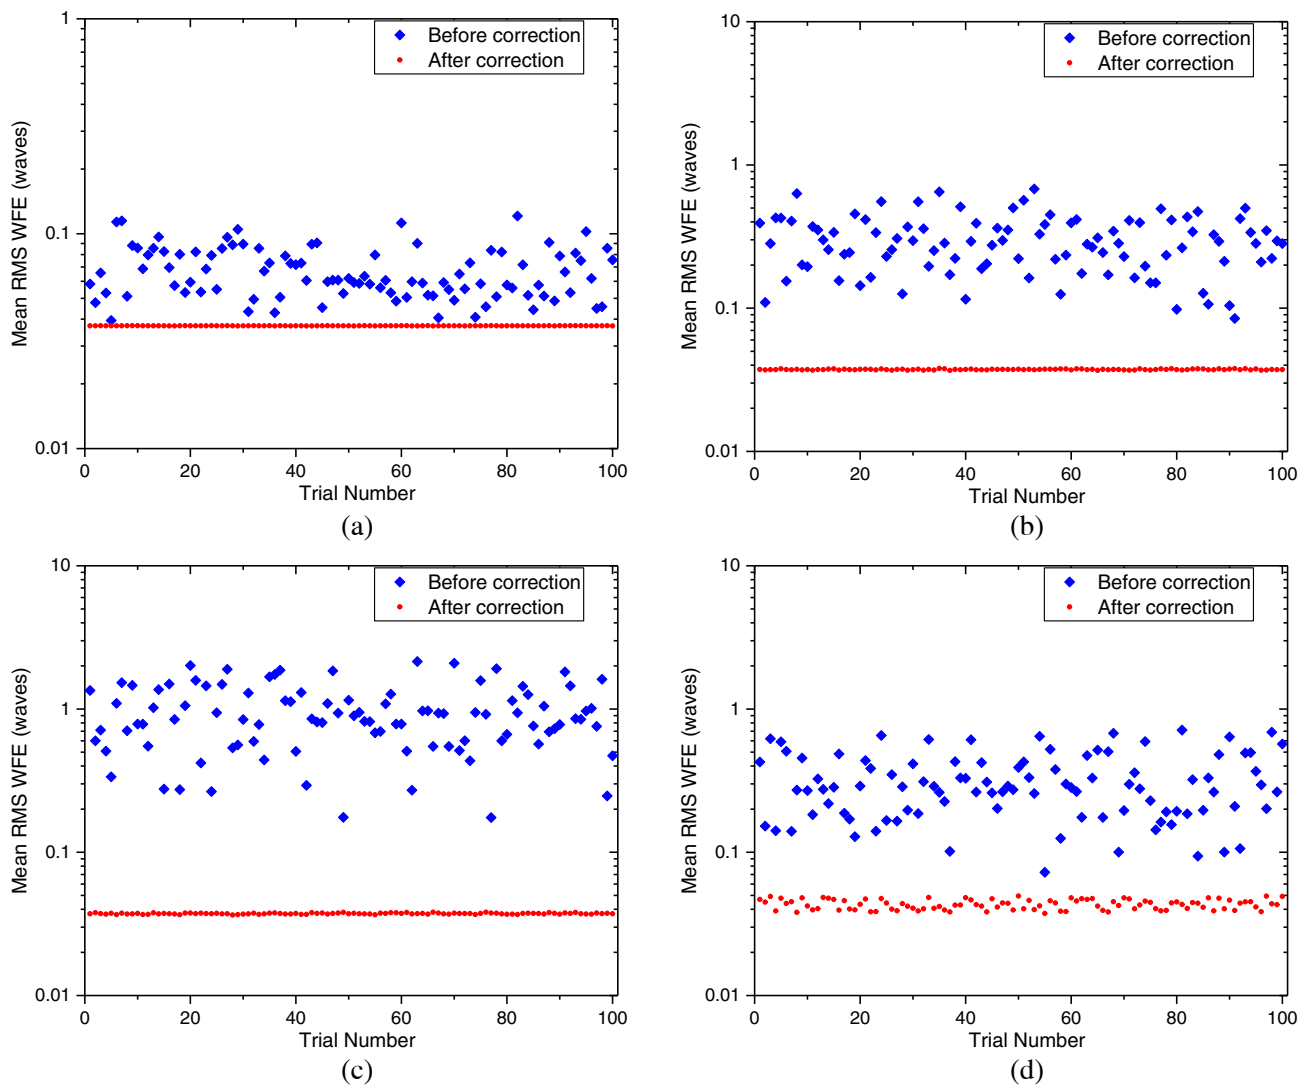 1
Before correction
After correction
Mean RMS WFE (waves)
0.1
0.01
0 20 40 60 80 100
Trial Number
(a)
10
Before correction
After correction
Mean RMS WFE (waves)
1
0.1
0.01
0 20 40 60 80 100
Trial Number
(b)
10
Before correction
After correction
Mean RMS WFE (waves)
1
0.1
0.01
0 20 40 60 80 100
Trial Number
(c)
10
Before correction
After correction
Mean RMS WFE (waves)
1
0.1
0.01
0 20 40 60 80 100
Trial Number
(d)